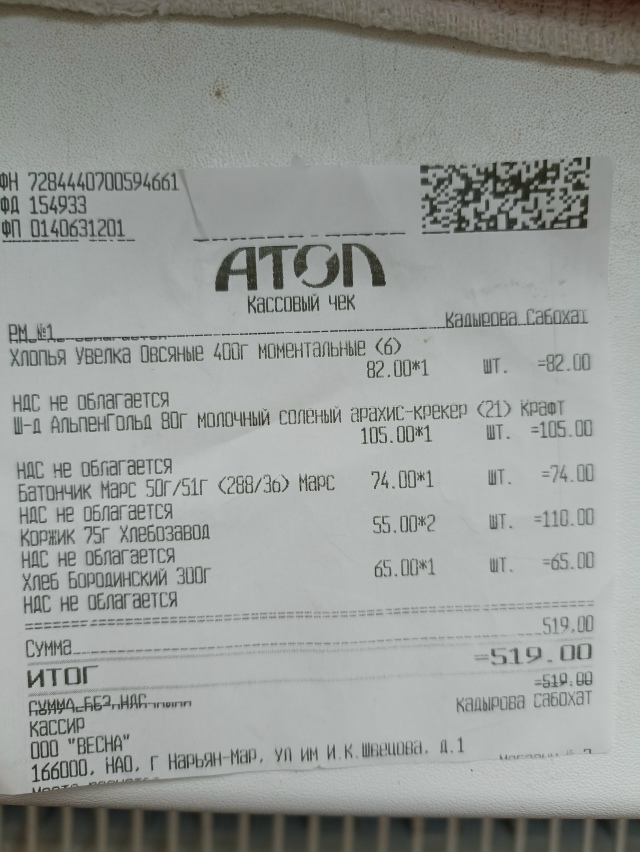 ФН 7284440700594661
ФД 154933
ФП 0140631201
АТОЛ
Кассовый чек
РМ №1 Кадырова Сабохат
Хлопья Увелка Овсяные 400г моментальные (6)
82.00*1 шт. =82.00
НДС не облагается
Ш-д АльпенГольд 80г молочный соленый арахис-крекер (21) Крафт
105.00*1 шт. =105.00
НДС не облагается
Батончик Марс 50г/51г (288/36) Марс 74.00*1 шт. =74.00
НДС не облагается
Коржик 75г Хлебозавод 55.00*2 шт. =110.00
НДС не облагается
Хлеб Бородинский 300г 65.00*1 шт. =65.00
НДС не облагается
Сумма 519.00
ИТОГ =519.00
СУММА БЕЗ НДС =519.00
Кассир Кадырова Сабохат
ООО "ВЕСНА"
166000, НАО, г Нарьян-Мар, ул им И.К.Швецова, д.1